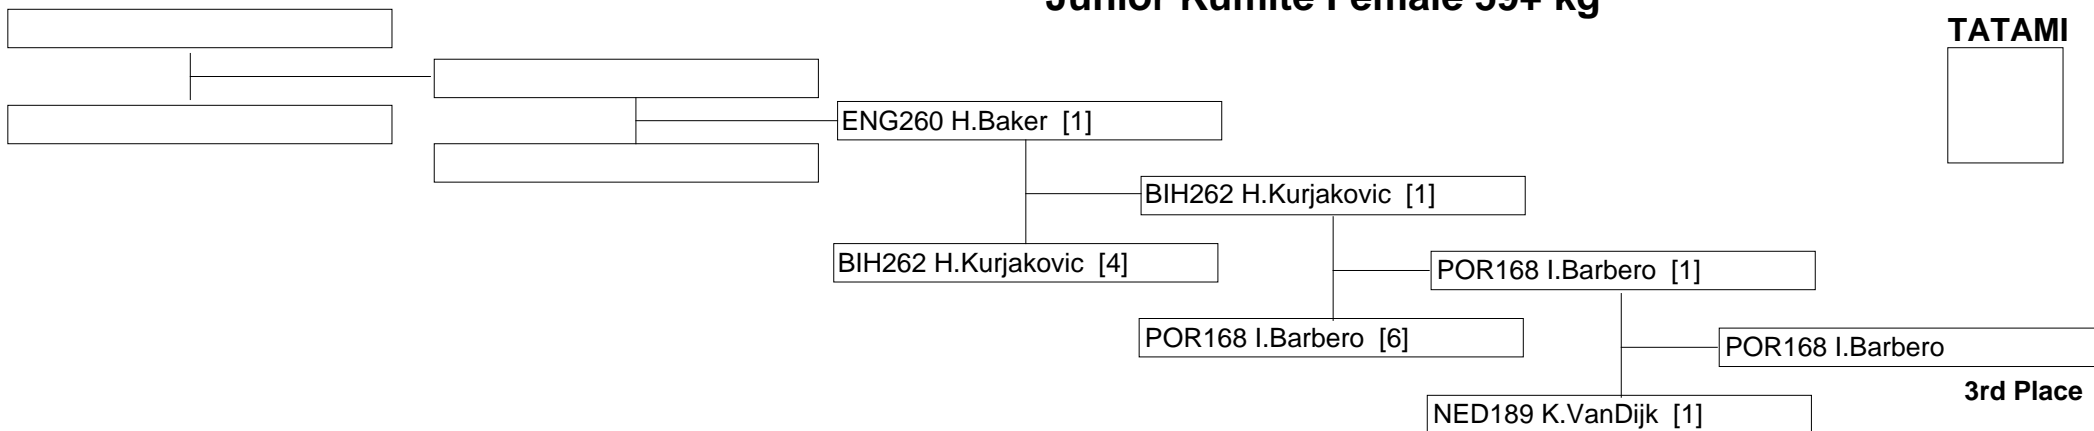 Junior Kumite Female 59+ kg
TATAMI
ENG260 H.Baker [1]
BIH262 H.Kurjakovic [1]
BIH262 H.Kurjakovic [4]
POR168 I.Barbero [1]
POR168 I.Barbero [6]
POR168 I.Barbero
3rd Place
NED189 K.VanDijk [1]